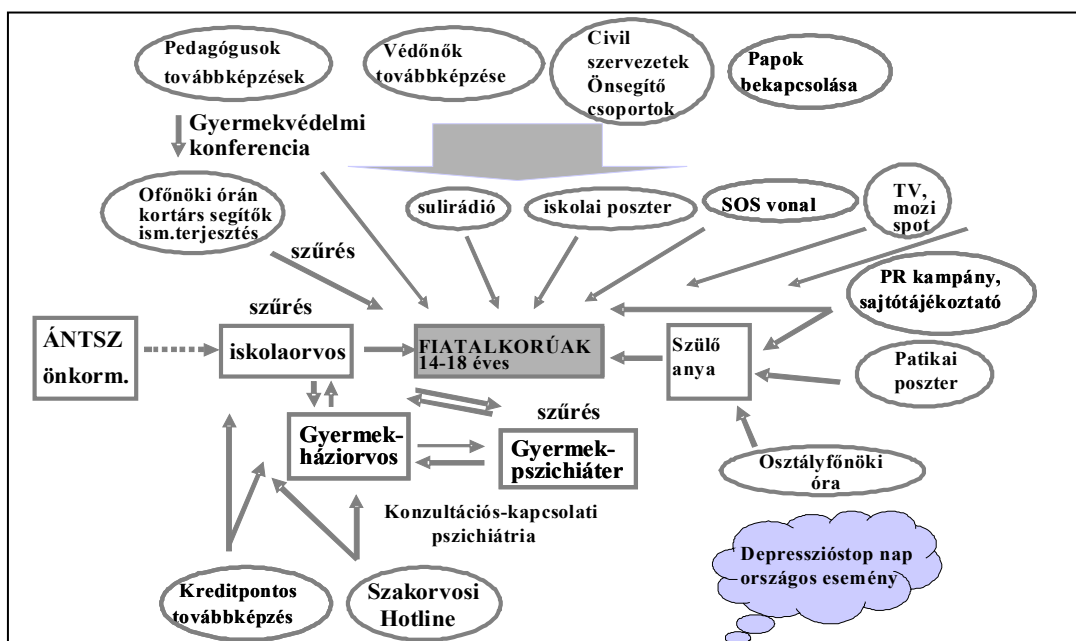 Pedagógusok
továbbképzések
Védőnők
továbbképzése
Civil
szervezetek
Önsegítő
csoportok
Papok
bekapcsolása
Gyermekvédelmi
konferencia
Ofőnöki órán
kortárs segítők
ism.terjesztés
sulirádió
iskolai poszter
SOS vonal
TV,
mozi
spot
szűrés
PR kampány,
sajtótájékoztató
szűrés
ÁNTSZ
önkorm.
iskolaorvos
FIATALKORÚAK
14-18 éves
Szülő
anya
Patikai
poszter
szűrés
Gyermek-
háziorvos
Gyermek-
pszichiáter
Osztályfőnöki
óra
Konzultációs-kapcsolati
pszichiátria
Depresszióstop nap
országos esemény
Kreditpontos
továbbképzés
Szakorvosi
Hotline